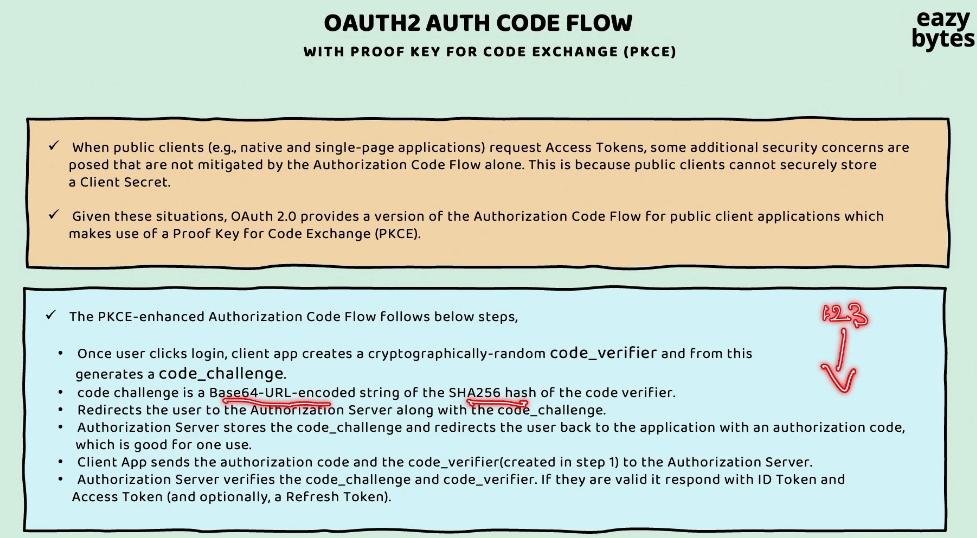 OAUTH2 AUTH CODE FLOW
eazy
bytes
WITH PROOF KEY FOR CODE EXCHANGE (PKCE)
✓ When public clients (e.g., native and single-page applications) request Access Tokens, some additional security concerns are
posed that are not mitigated by the Authorization Code Flow alone. This is because public clients cannot securely store
a Client Secret.
✓ Given these situations, OAuth 2.0 provides a version of the Authorization Code Flow for public client applications which
makes use of a Proof Key for Code Exchange (PKCE).
✓ The PKCE-enhanced Authorization Code Flow follows below steps,
• Once user clicks login, client app creates a cryptographically-random code_verifier and from this
generates a code_challenge.
• code challenge is a Base64-URL-encoded string of the SHA256 hash of the code verifier.
• Redirects the user to the Authorization Server along with the code_challenge.
• Authorization Server stores the code_challenge and redirects the user back to the application with an authorization code,
which is good for one use.
• Client App sends the authorization code and the code_verifier(created in step 1) to the Authorization Server.
• Authorization Server verifies the code_challenge and code_verifier. If they are valid it respond with ID Token and
Access Token (and optionally, a Refresh Token).